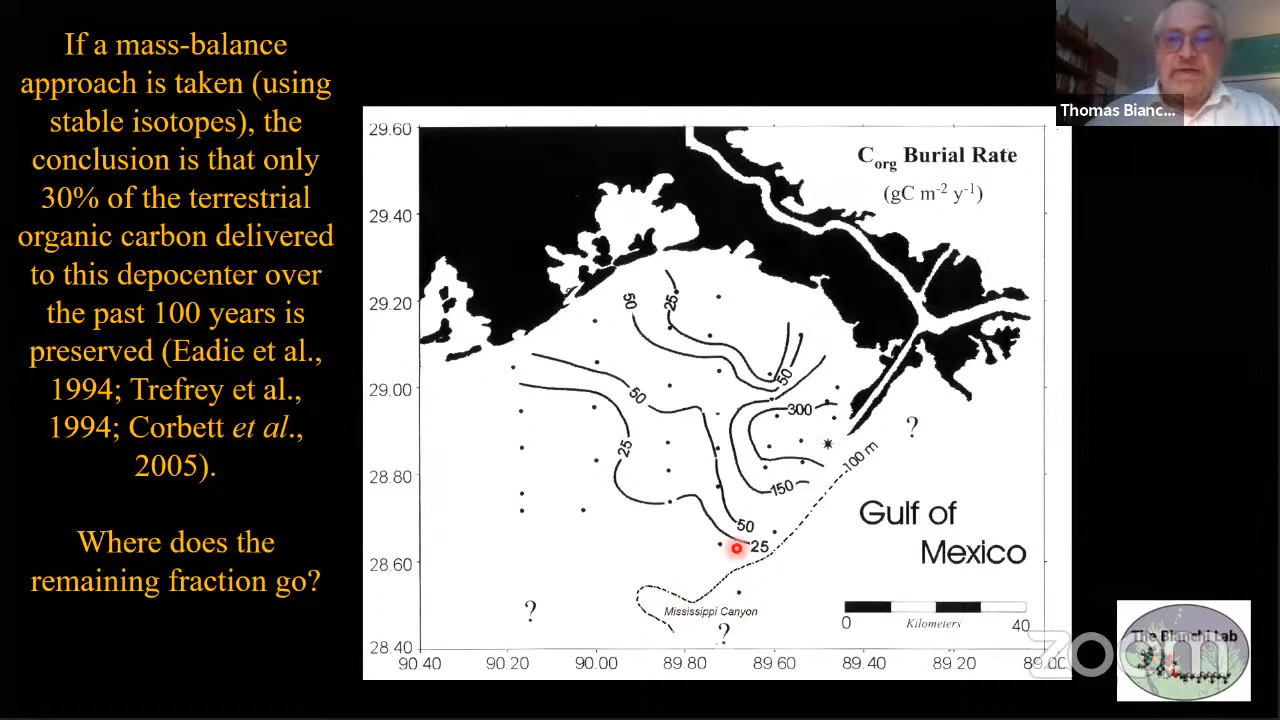 If a mass-balance
approach is taken (using
stable isotopes), the
conclusion is that only
30% of the terrestrial
organic carbon delivered
to this depocenter over
the past 100 years is
preserved (Eadie et al.,
1994; Trefrey et al.,
1994; Corbett et al.,
2005).
Where does the
remaining fraction go?
Thomas Bianc...
Corg Burial Rate
(gC m-2 y-1)
29.60
29.40
29.20
29.00
28.80
28.60
28.40
50
25
50
50
300
25
?
100 m
150
50
25
Gulf of
Mexico
?
Mississippi Canyon
?
0
Kilometers
40
90.40
90.20
90.00
89.80
89.60
89.40
89.20
89.00
The Bianchi Lab
zoom